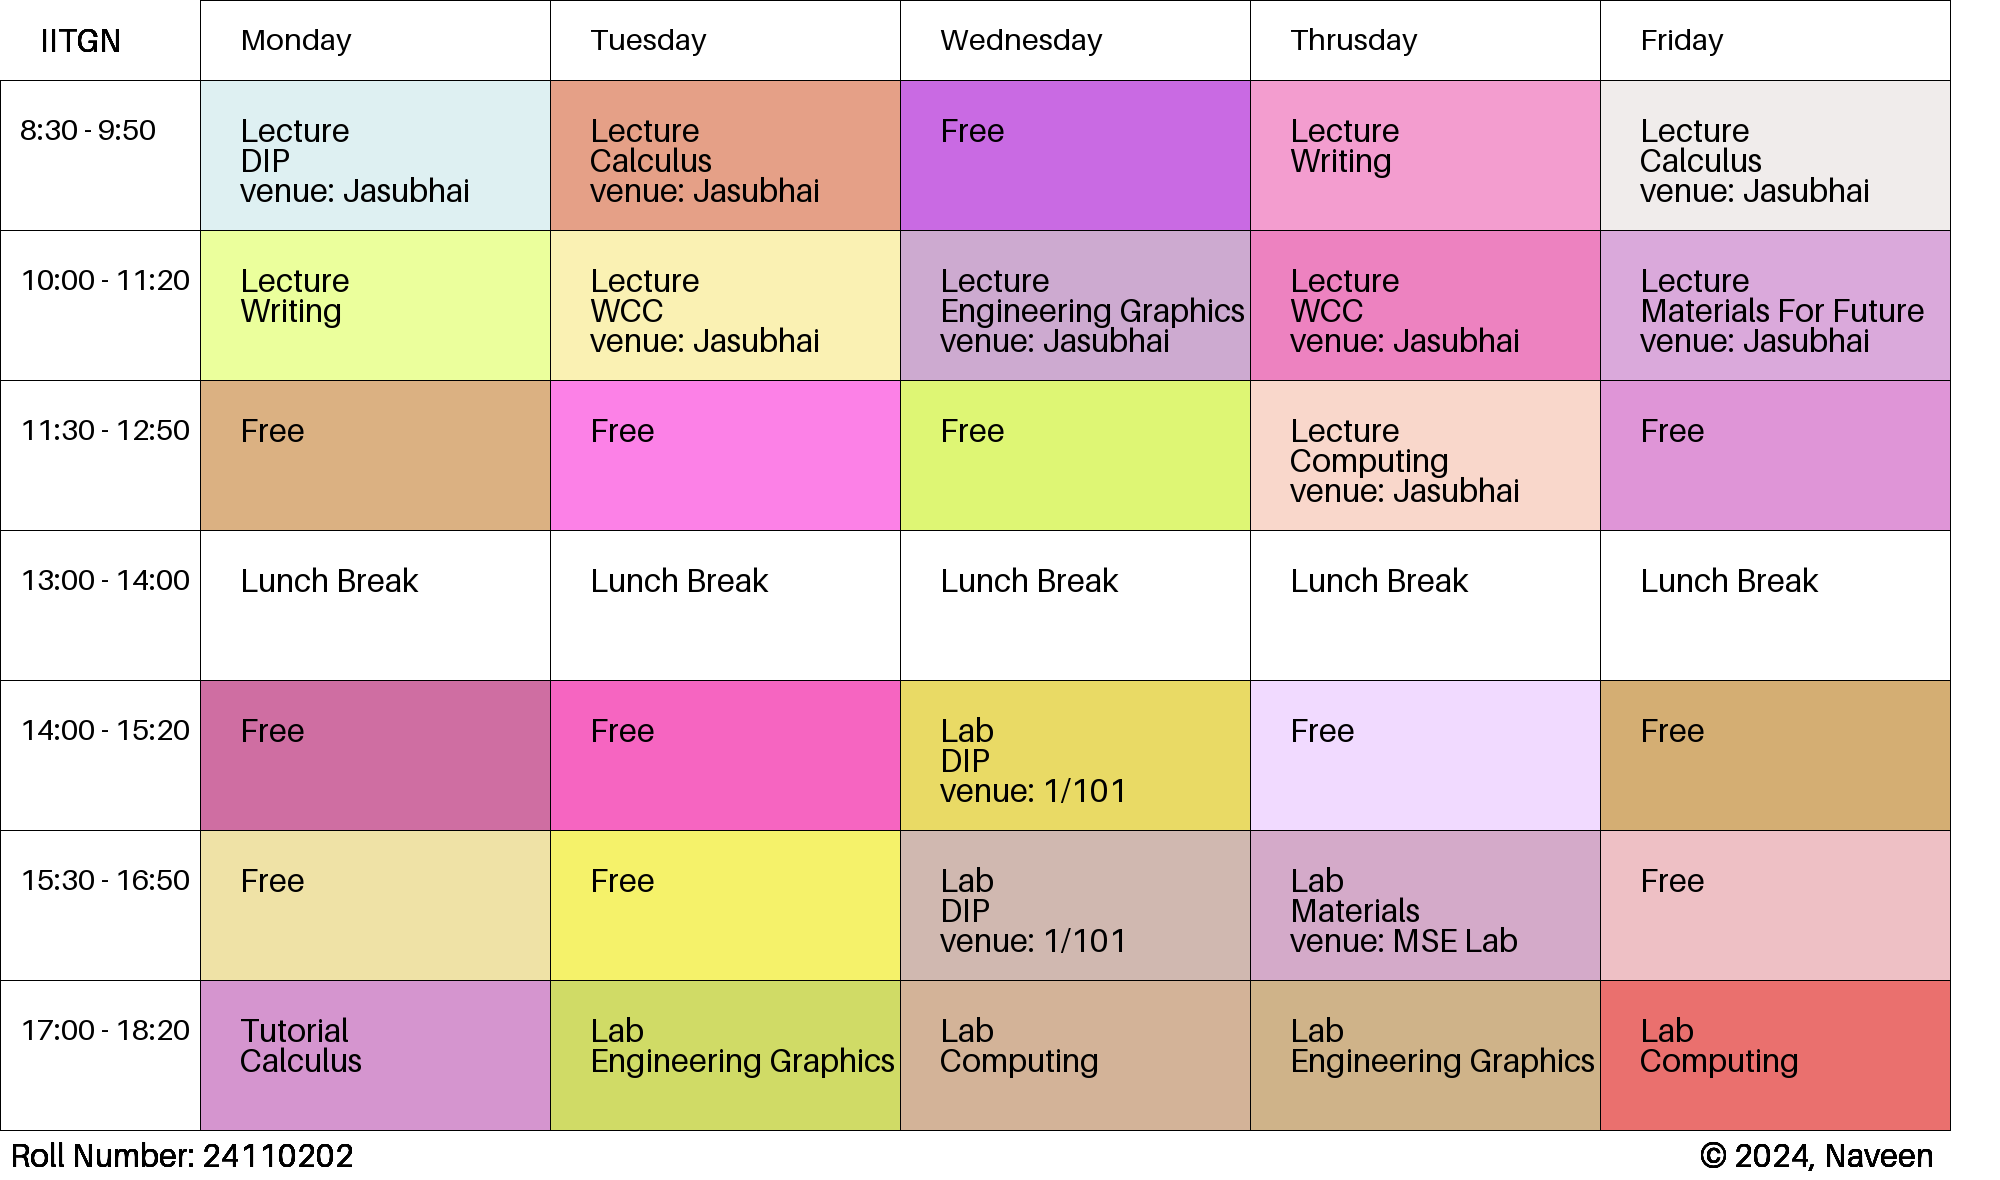 IITGN Monday Tuesday Wednesday Thrusday Friday
8:30 - 9:50
Lecture
DIP
venue: Jasubhai
Lecture
Calculus
venue: Jasubhai
Free
Lecture
Writing
Lecture
Calculus
venue: Jasubhai
10:00 - 11:20
Lecture
Writing
Lecture
WCC
venue: Jasubhai
Lecture
Engineering Graphics
venue: Jasubhai
Lecture
WCC
venue: Jasubhai
Lecture
Materials For Future
venue: Jasubhai
11:30 - 12:50
Free
Free
Free
Lecture
Computing
venue: Jasubhai
Free
13:00 - 14:00
Lunch Break
Lunch Break
Lunch Break
Lunch Break
Lunch Break
14:00 - 15:20
Free
Free
Lab
DIP
venue: 1/101
Free
Free
15:30 - 16:50
Free
Free
Lab
DIP
venue: 1/101
Lab
Materials
venue: MSE Lab
Free
17:00 - 18:20
Tutorial
Calculus
Lab
Engineering Graphics
Lab
Computing
Lab
Engineering Graphics
Lab
Computing
Roll Number: 24110202
© 2024, Naveen